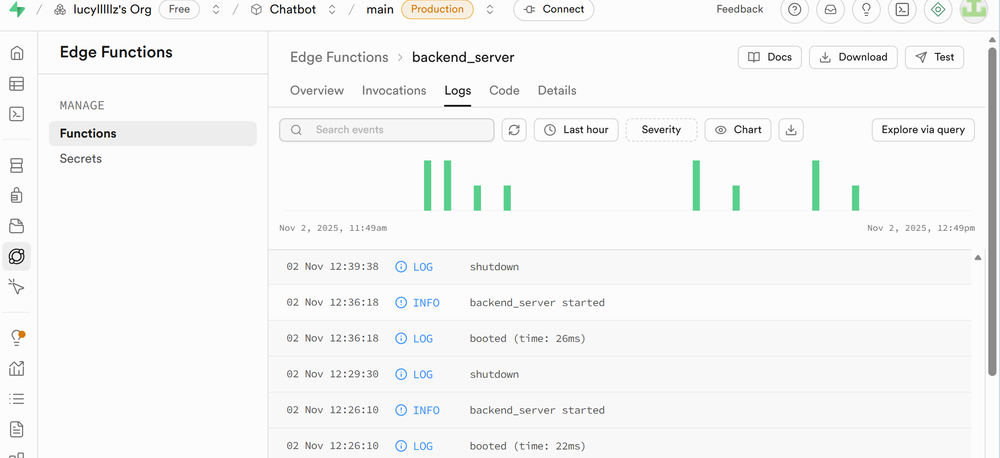 / lucylllllz's Org Free / Chatbot / main Production Connect Feedback
Edge Functions
MANAGE
Functions
Secrets
Edge Functions > backend_server
Docs Download Test
Overview Invocations Logs Code Details
Search events Last hour Severity Chart Explore via query
Nov 2, 2025, 11:49am Nov 2, 2025, 12:49pm
02 Nov 12:39:38 LOG shutdown
02 Nov 12:36:18 INFO backend_server started
02 Nov 12:36:18 LOG booted (time: 26ms)
02 Nov 12:29:30 LOG shutdown
02 Nov 12:26:10 INFO backend_server started
02 Nov 12:26:10 LOG booted (time: 22ms)